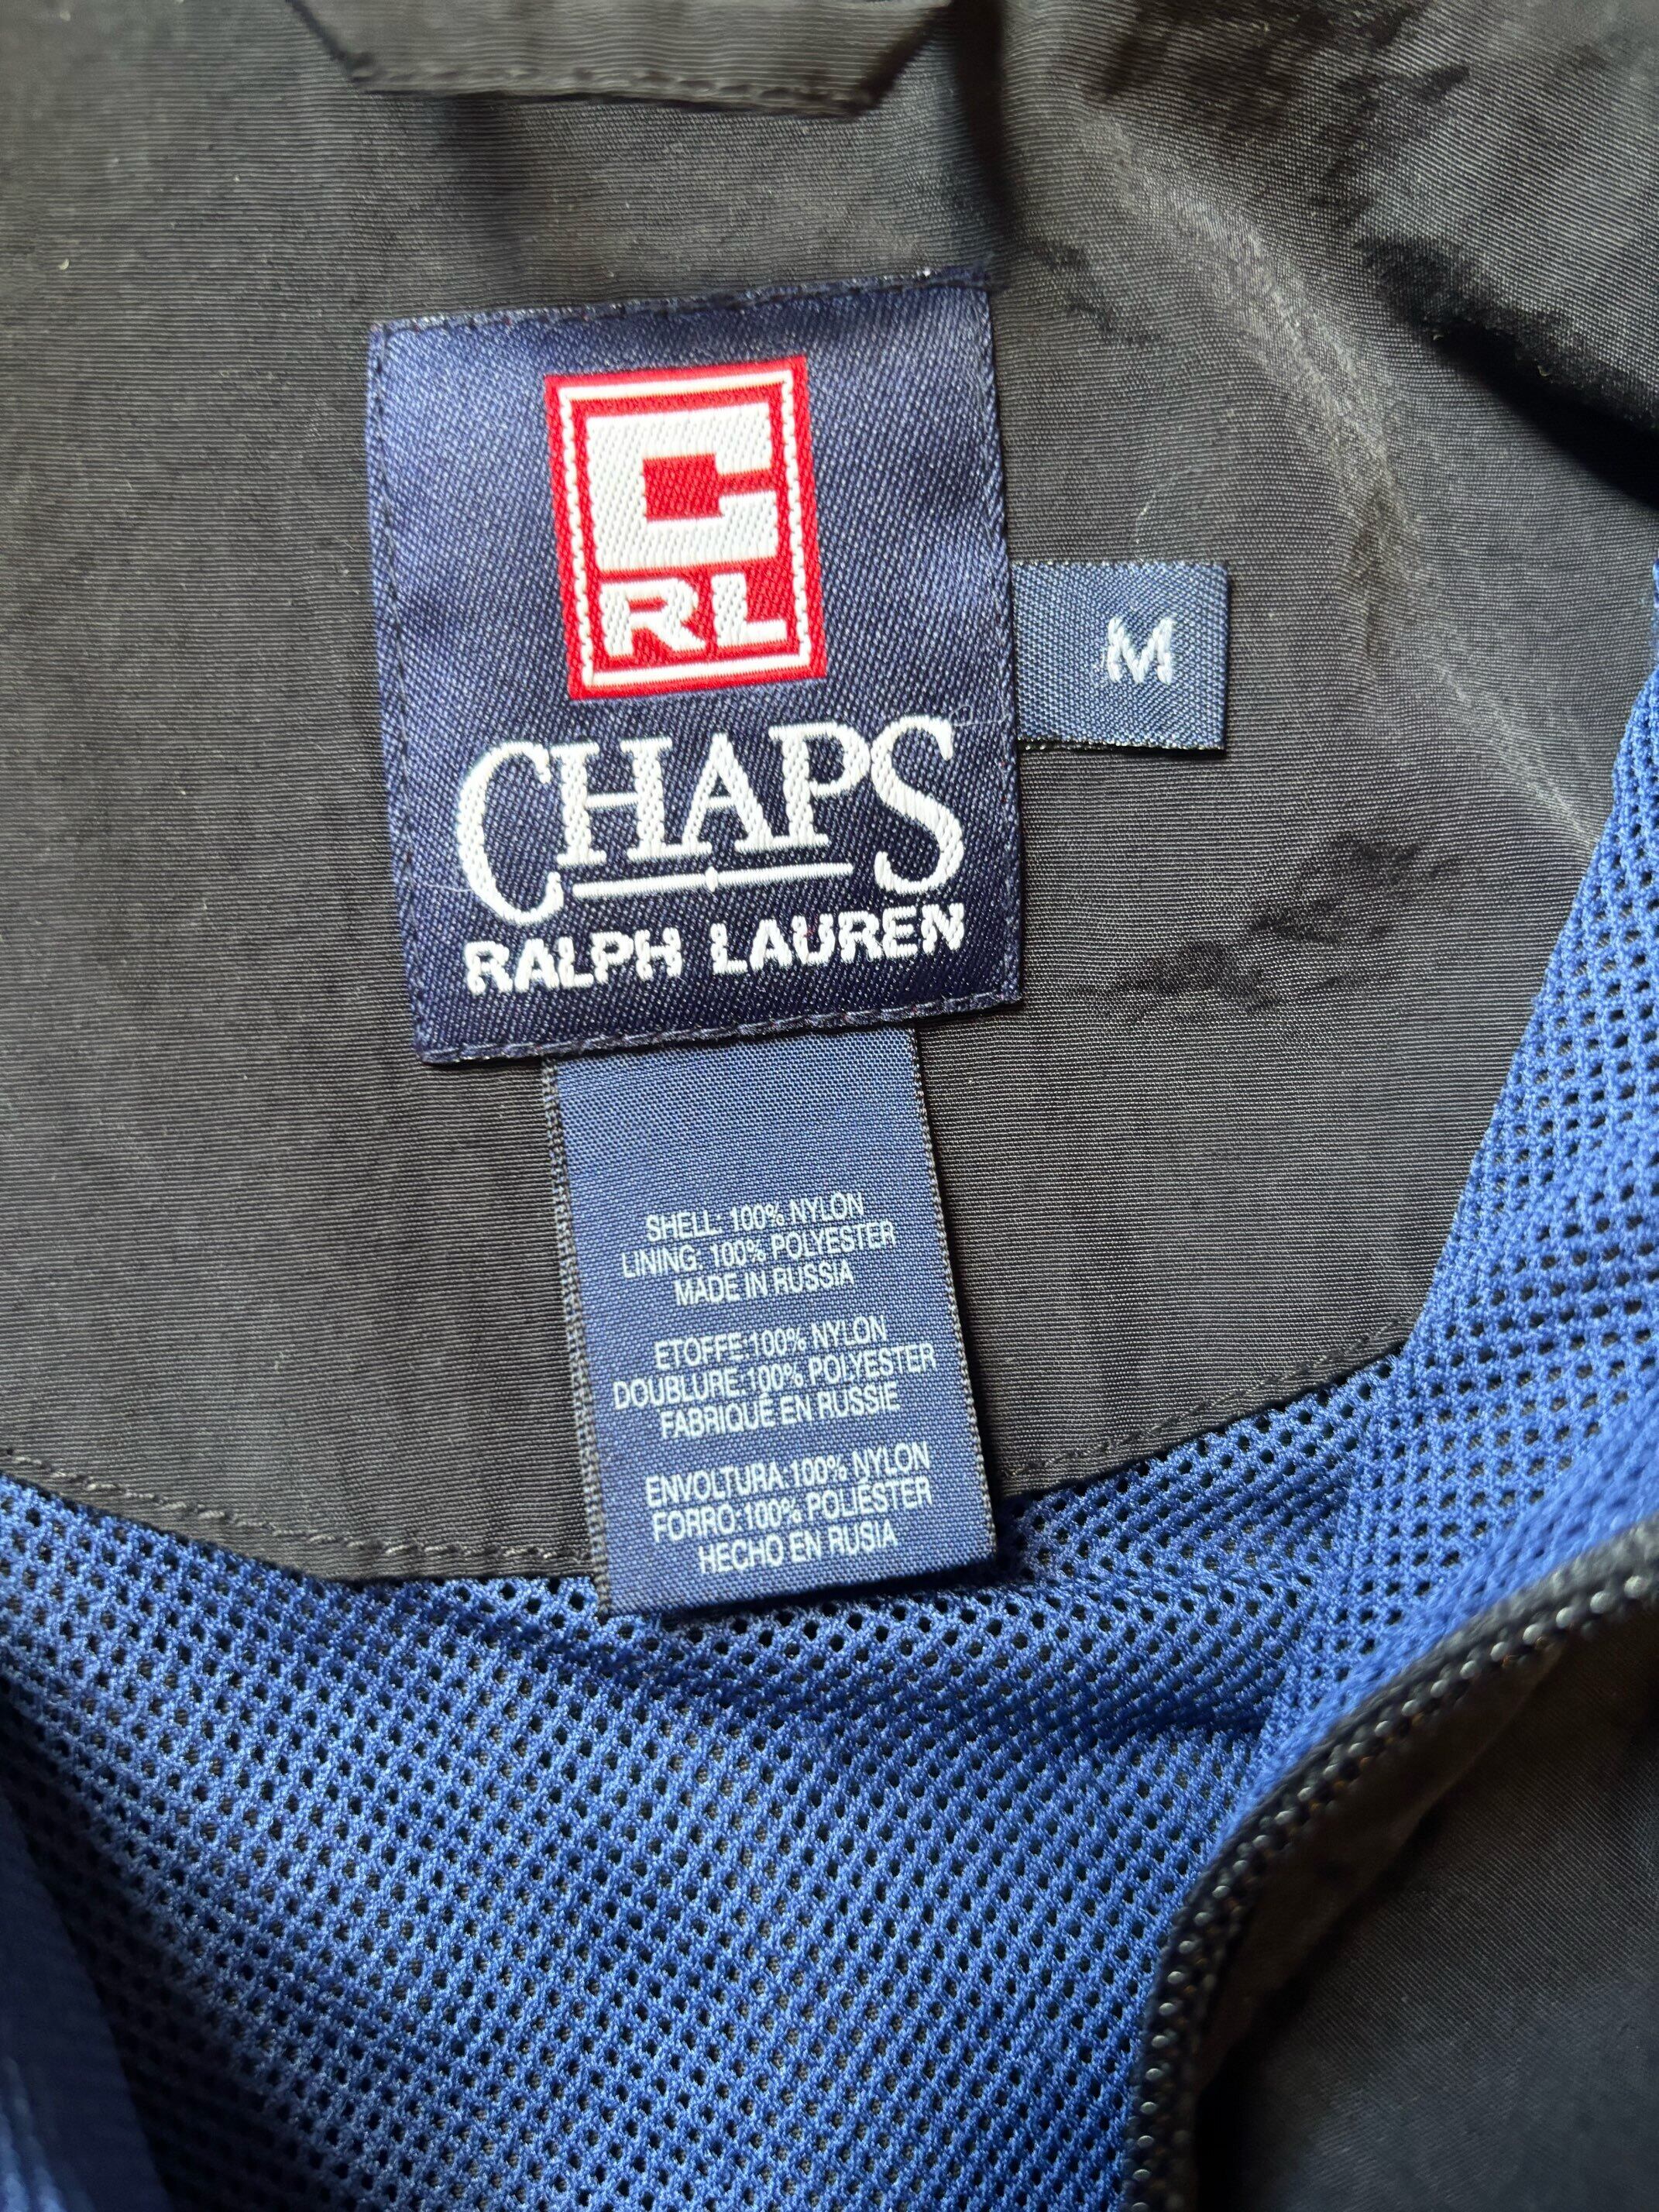 C
RL
CHAPS
RALPH LAUREN
M
SHELL: 100% NYLON
LINING: 100% POLYESTER
MADE IN RUSSIA
ETOFFE:100% NYLON
DOUBLURE:100% POLYESTER
FABRIQUE EN RUSSIE
ENVOLTURA:100% NYLON
FORRO:100% POLIESTER
HECHO EN RUSIA